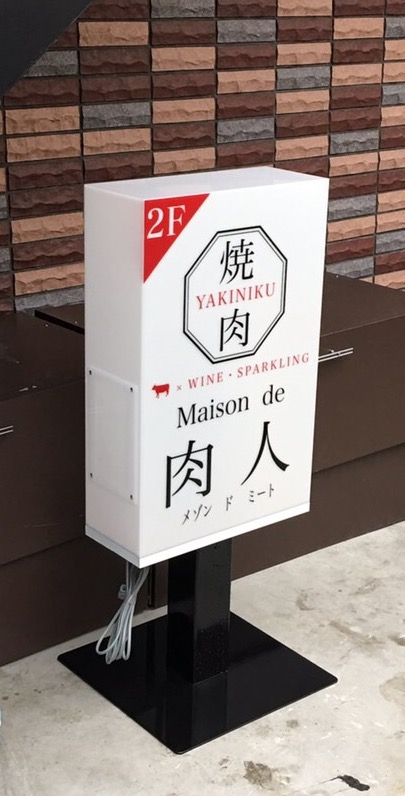 2F
焼
YAKINIKU
肉
× WINE・SPARKLING
Maison de
肉人
メゾン ド ミート